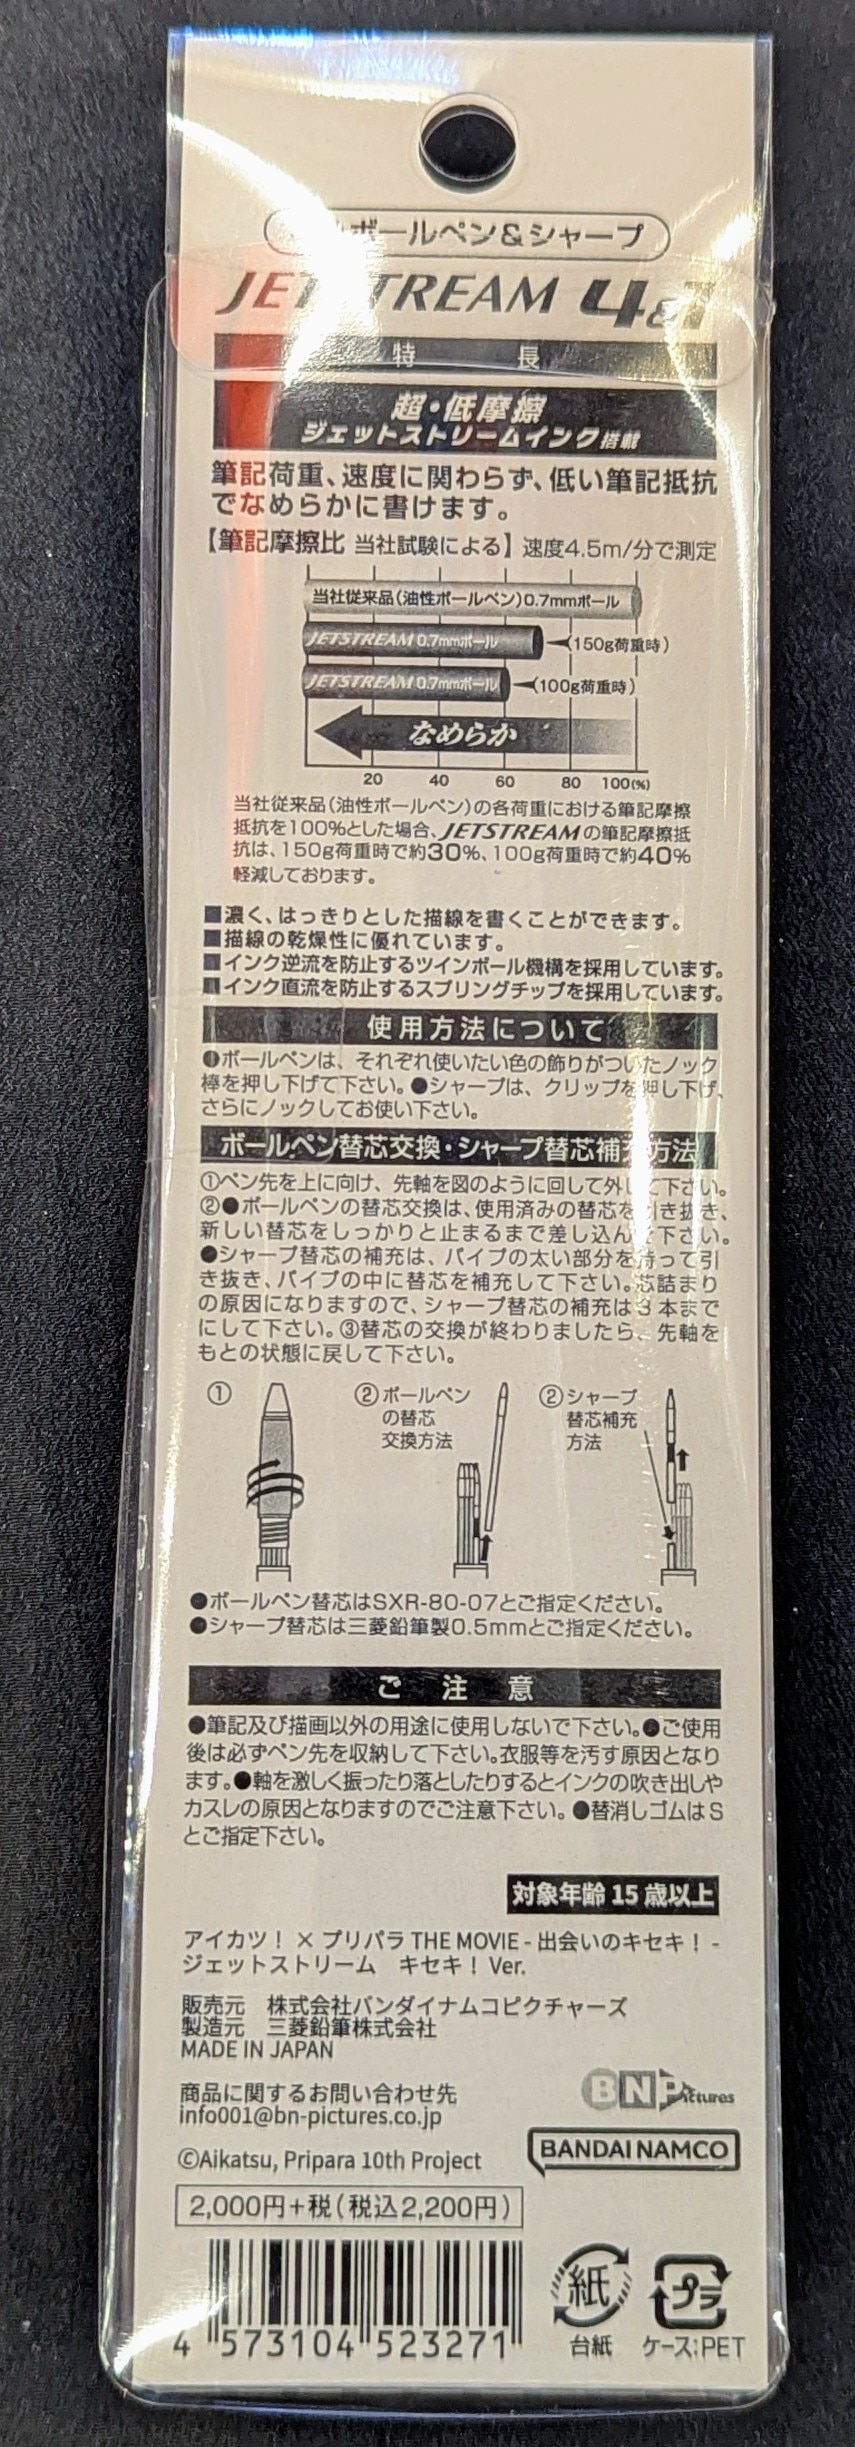 ボールペン&シャープ
JETSTREAM 4&1
特長
超・低摩擦
ジェットストリームインク搭載
筆記荷重、速度に関わらず、低い筆記抵抗
でなめらかに書けます。
【筆記摩擦比 当社試験による】速度4.5m/分で測定
当社従来品(油性ボールペン)0.7mmボール
JETSTREAM 0.7mmボール (150g荷重時)
JETSTREAM 0.7mmボール (100g荷重時)
なめらか
20 40 60 80 100(%)
当社従来品(油性ボールペン)の各荷重における筆記摩擦
抵抗を100%とした場合、JETSTREAMの筆記摩擦抵
抗は、150g荷重時で約30%、100g荷重時で約40%
軽減しております。
■濃く、はっきりとした描線を書くことができます。
■描線の乾燥性に優れています。
■インク逆流を防止するツインボール機構を採用しています。
■インク直流を防止するスプリングチップを採用しています。
使用方法について
●ボールペンは、それぞれ使いたい色の飾りがついたノック
棒を押し下げて下さい。●シャープは、クリップを押し下げ、
さらにノックしてお使い下さい。
ボールペン替芯交換・シャープ替芯補充方法
①ペン先を上に向け、先軸を図のように回して外して下さい。
②●ボールペンの替芯交換は、使用済みの替芯を引き抜き、
新しい替芯をしっかりと止まるまで差し込んで下さい。
●シャープ替芯の補充は、パイプの太い部分を持って引
き抜き、パイプの中に替芯を補充して下さい。芯詰まり
の原因になりますので、シャープ替芯の補充は3本まで
にして下さい。③替芯の交換が終わりましたら、先軸を
もとの状態に戻して下さい。
①
②ボールペン
の替芯
交換方法
②シャープ
替芯補充
方法
●ボールペン替芯はSXR-80-07とご指定ください。
●シャープ替芯は三菱鉛筆製0.5mmとご指定ください。
ご注意
●筆記及び描画以外の用途に使用しないで下さい。●ご使用
後は必ずペン先を収納して下さい。衣服等を汚す原因となり
ます。●軸を激しく振ったり落としたりするとインクの吹き出しや
カスレの原因となりますのでご注意下さい。●替消しゴムはS
とご指定下さい。
対象年齢15歳以上
アイカツ! × プリパラ THE MOVIE - 出会いのキセキ! -
ジェットストリーム キセキ! Ver.
販売元 株式会社バンダイナムコピクチャーズ
製造元 三菱鉛筆株式会社
MADE IN JAPAN
商品に関するお問い合わせ先
info001@bn-pictures.co.jp
BNPictures
BANDAI NAMCO
©Aikatsu, Pripara 10th Project
2,000円+税(税込2,200円)
4 573104 523271
紙
台紙
プラ
ケース:PET